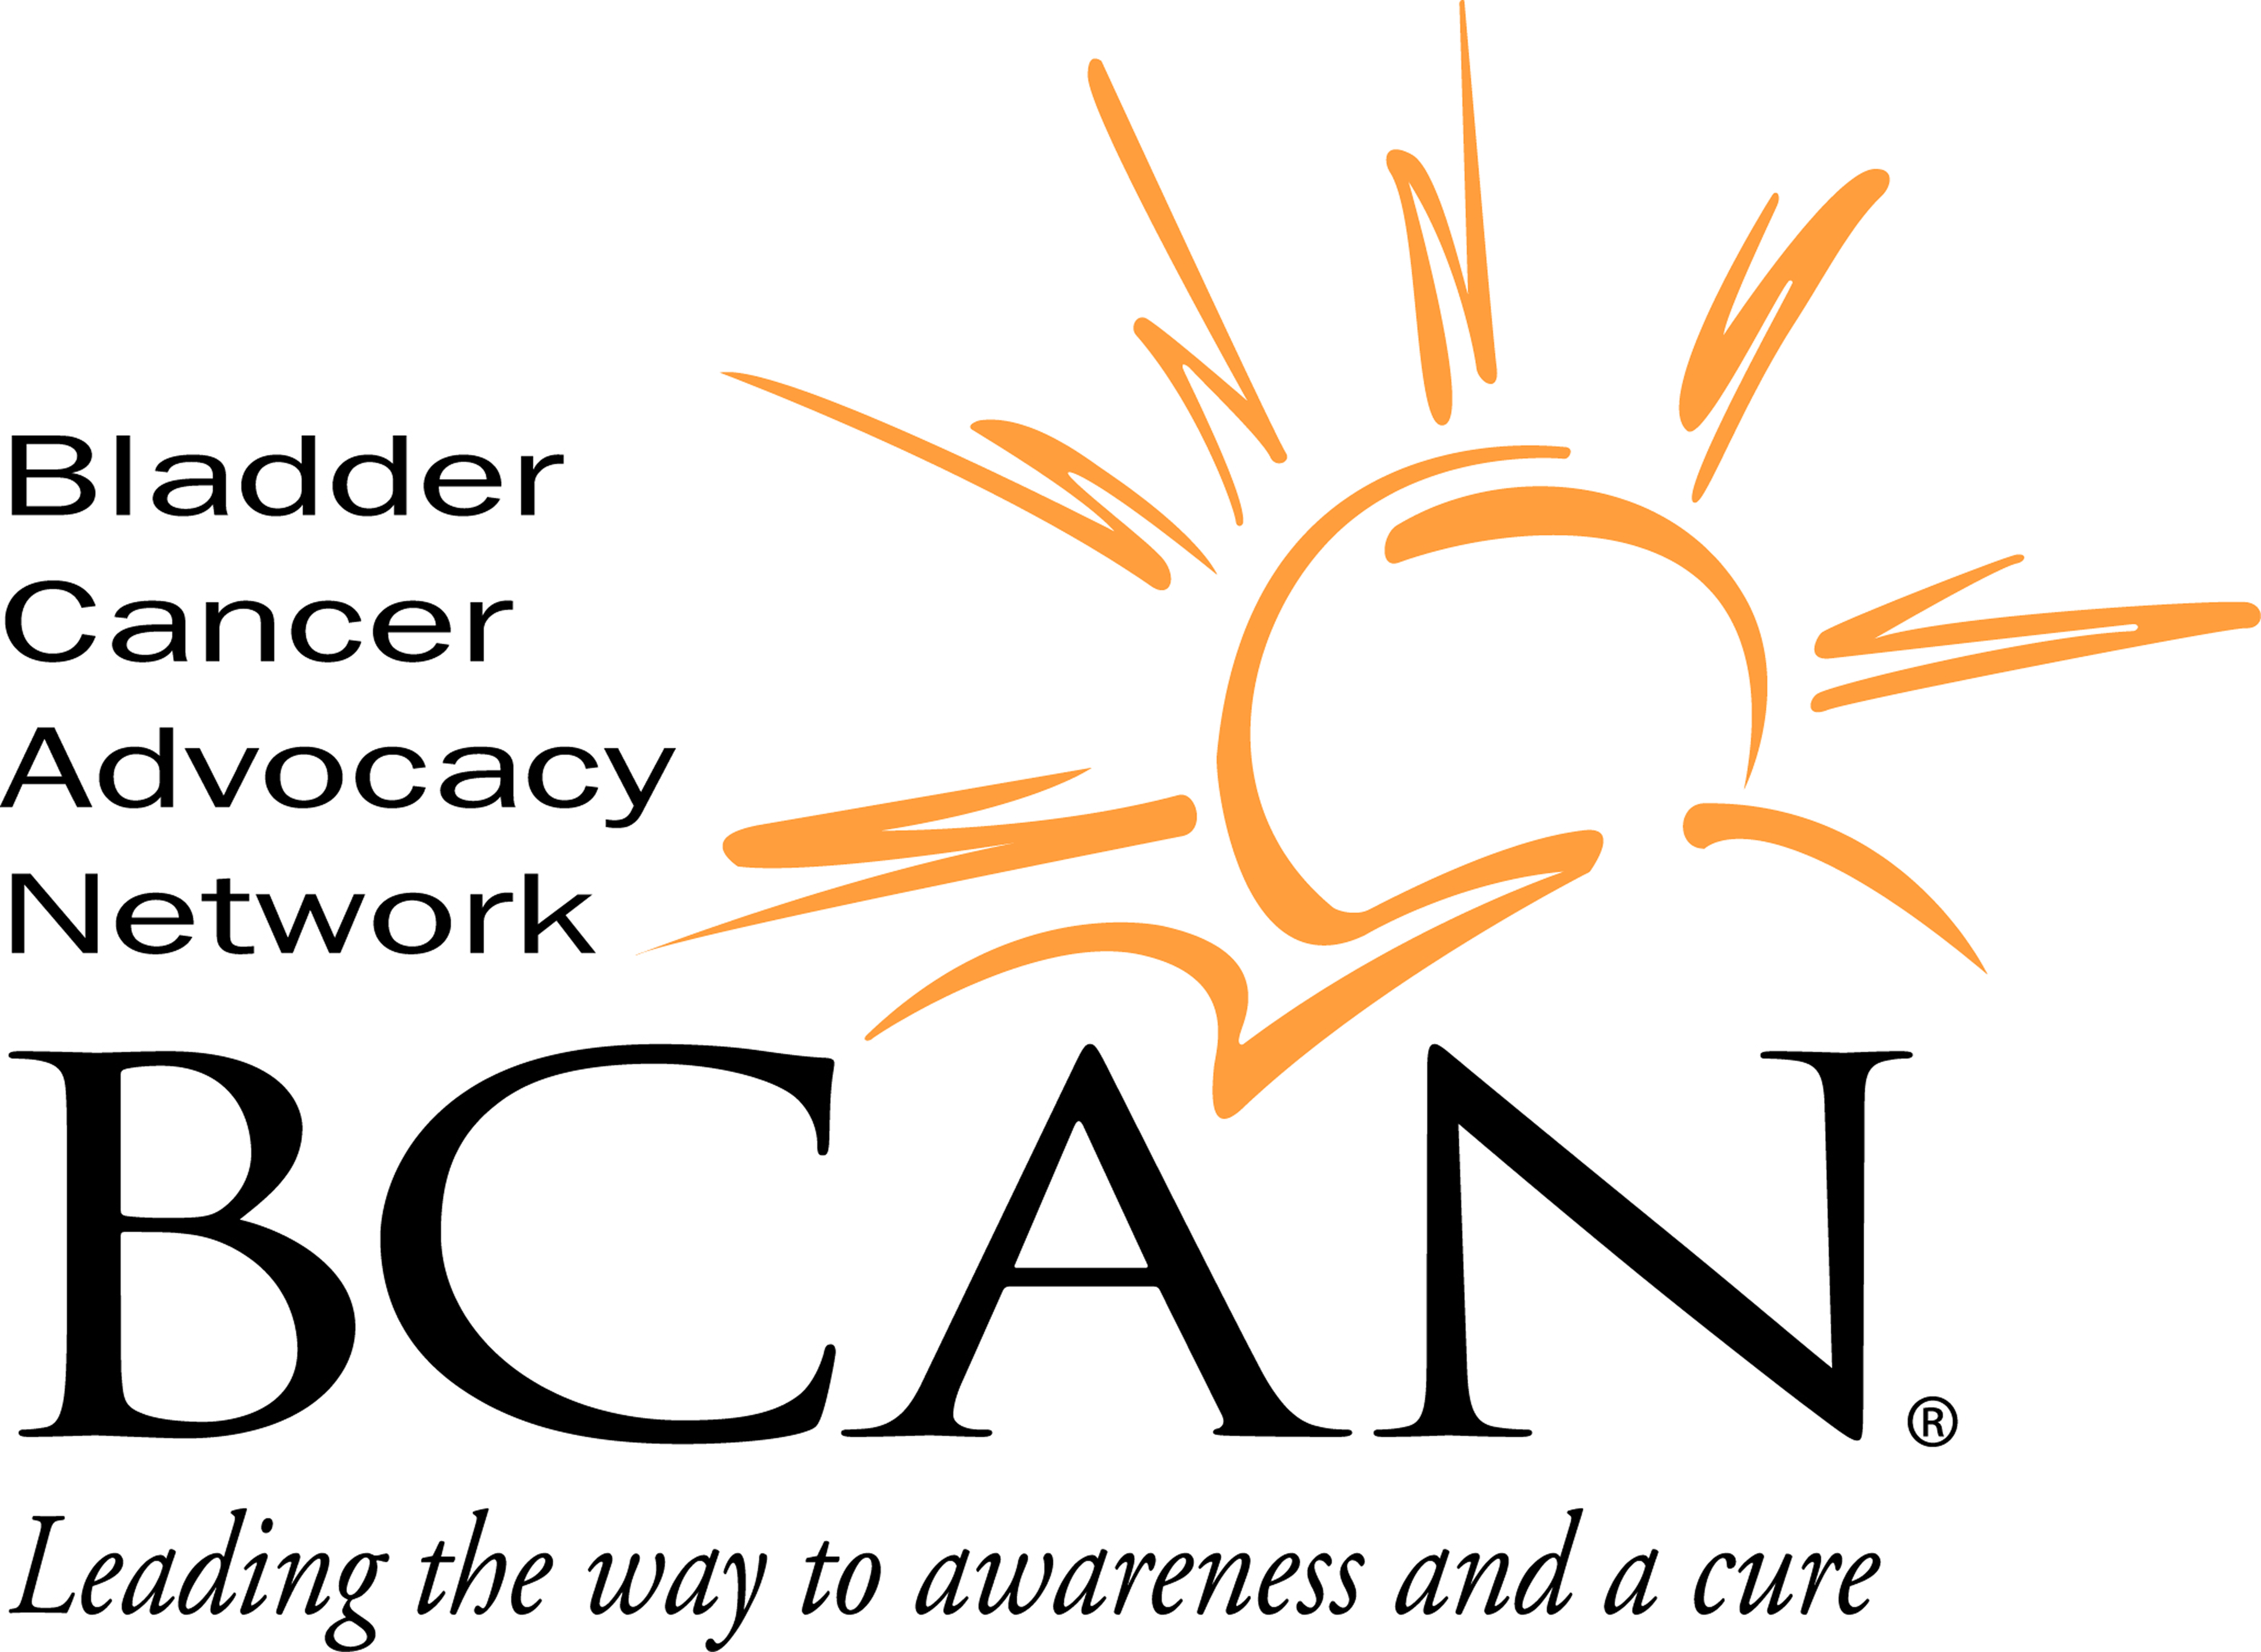 Bladder
Cancer
Advocacy
Network
BCAN®
Leading the way to awareness and a cure